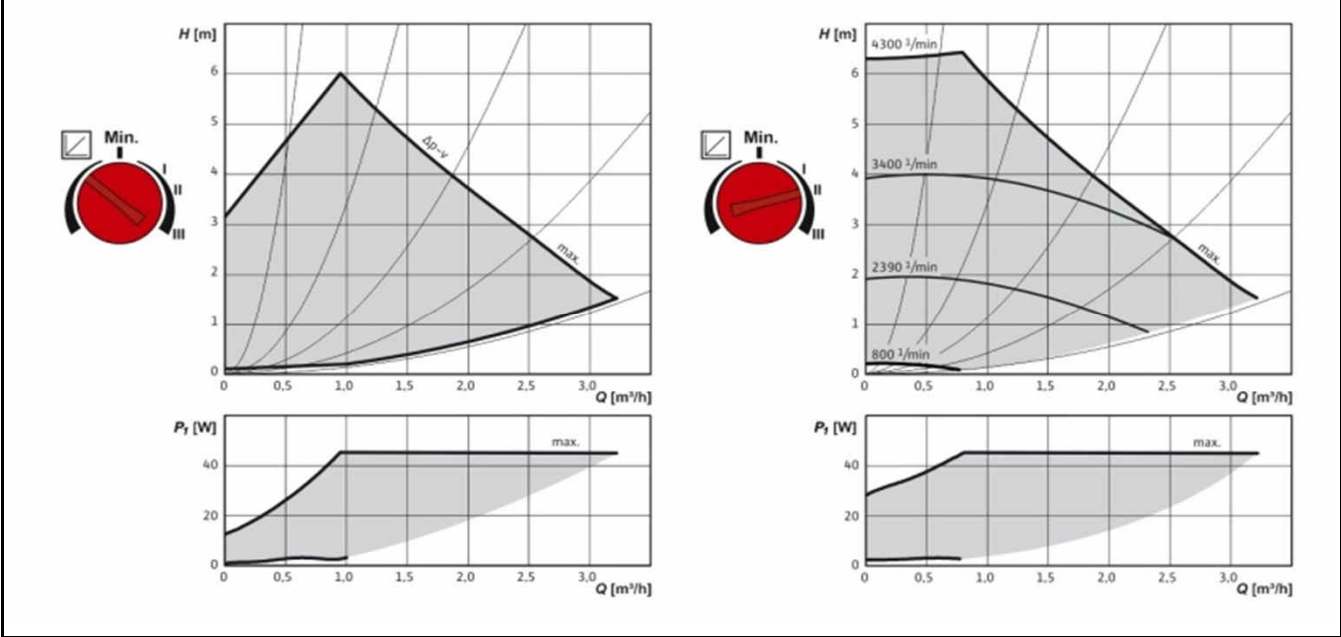 H [m]
6
5
4
3
2
1
0
0
0,5
1,0
1,5
2,0
2,5
3,0
Q [m³/h]
Δp-v
max.
Min.
I
II
III
P₁ [W]
40
20
0
max.
0
0,5
1,0
1,5
2,0
2,5
3,0
Q [m³/h]
H [m]
4300 ¹/min
6
5
3400 ¹/min
4
3
max.
2390 ¹/min
2
1
800 ¹/min
0
0
0,5
1,0
1,5
2,0
2,5
3,0
Q [m³/h]
Min.
I
II
III
P₁ [W]
max.
40
20
0
0
0,5
1,0
1,5
2,0
2,5
3,0
Q [m³/h]